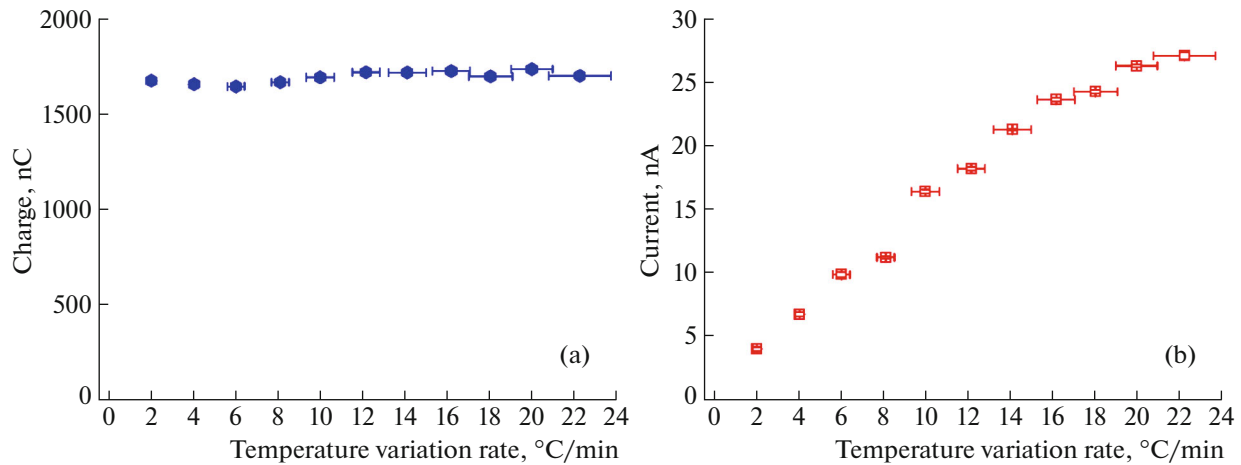 2000
1500
1000
500
0
Charge, nC
(a)
0 2 4 6 8 10 12 14 16 18 20 22 24
Temperature variation rate, °C/min
30
25
20
15
10
5
0
Current, nA
(b)
0 2 4 6 8 10 12 14 16 18 20 22 24
Temperature variation rate, °C/min